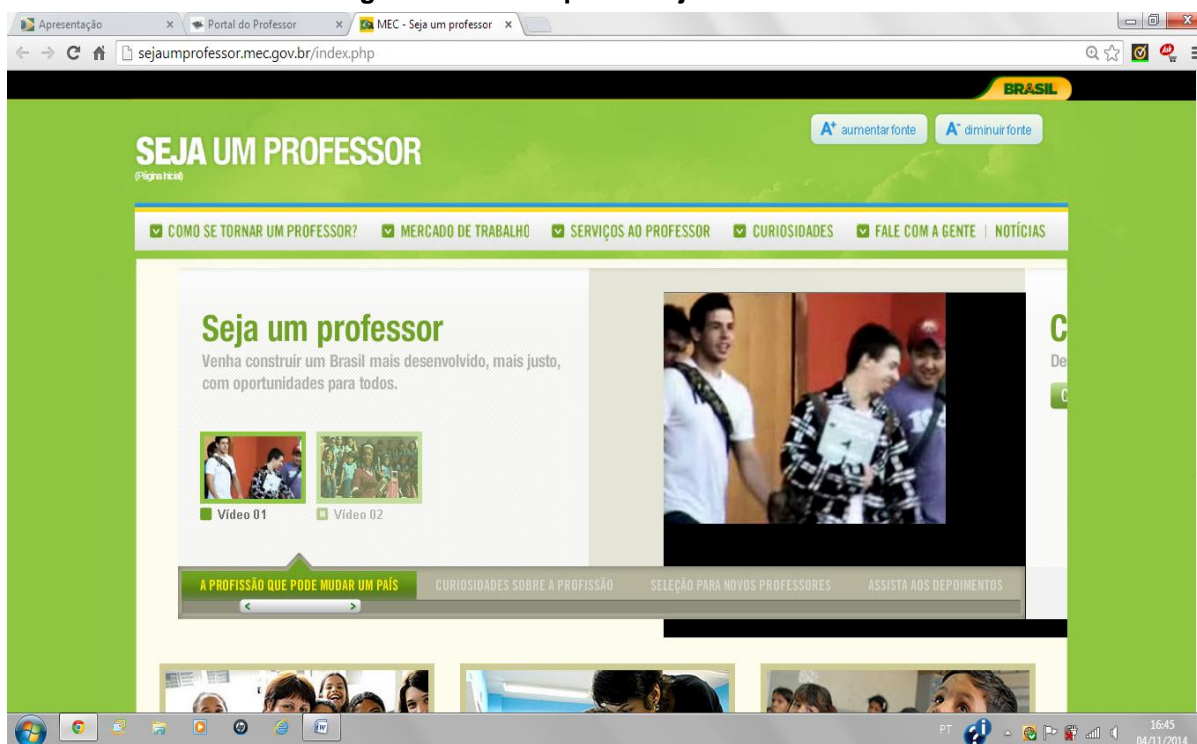 Apresentação
Portal do Professor
MEC - Seja um professor
sejaumprofessor.mec.gov.br/index.php
BRASIL
A+ aumentar fonte
A- diminuir fonte
SEJA UM PROFESSOR
(Página Inicial)
COMO SE TORNAR UM PROFESSOR?
MERCADO DE TRABALHO
SERVIÇOS AO PROFESSOR
CURIOSIDADES
FALE COM A GENTE | NOTÍCIAS
Seja um professor
Venha construir um Brasil mais desenvolvido, mais justo,
com oportunidades para todos.
C
De
Vídeo 01
Vídeo 02
A PROFISSÃO QUE PODE MUDAR UM PAÍS
CURIOSIDADES SOBRE A PROFISSÃO
SELEÇÃO PARA NOVOS PROFESSORES
ASSISTA AOS DEPOIMENTOS
PT
16:45
04/11/2014